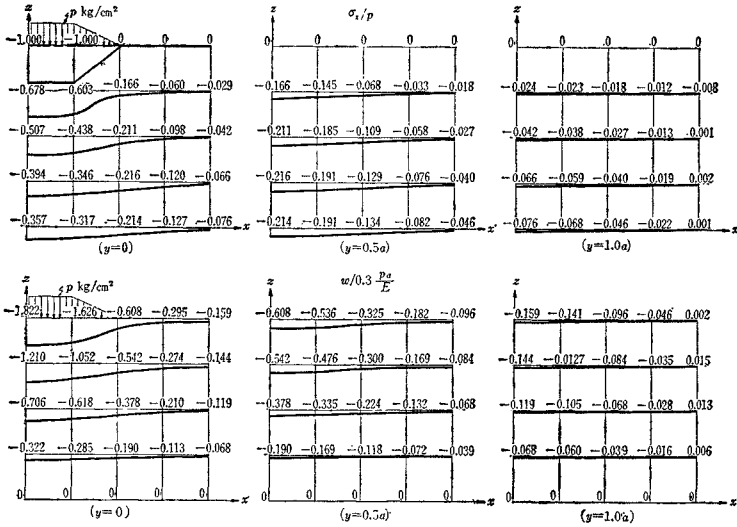 z
p kg/cm²
σz/p
z
z
-1.000 -1.000 0 0 0
0 0 0 0 0
0 0 0 0 0
-0.678 -0.603 -0.166 -0.060 -0.029
-0.166 -0.145 -0.068 -0.033 -0.018
-0.024 -0.023 -0.018 -0.012 -0.008
-0.507 -0.438 -0.211 -0.098 -0.042
-0.211 -0.185 -0.109 -0.058 -0.027
-0.042 -0.038 -0.027 -0.013 -0.001
-0.394 -0.346 -0.216 -0.120 -0.066
-0.216 -0.191 -0.129 -0.076 -0.040
-0.066 -0.059 -0.040 -0.019 0.002
-0.357 -0.317 -0.214 -0.127 -0.076 x
-0.214 -0.191 -0.134 -0.082 -0.046 x
-0.076 -0.068 -0.046 -0.022 0.001 x
(y=0)
(y=0.5a)
(y=1.0a)
z
p kg/cm²
w/0.3 pa/E
z
z
-1.822 -1.626 -0.608 -0.295 -0.159
-0.608 -0.536 -0.325 -0.182 -0.096
-0.159 -0.141 -0.096 -0.046 0.002
-1.210 -1.052 -0.542 -0.274 -0.144
-0.542 -0.476 -0.300 -0.169 -0.084
-0.144 -0.0127 -0.084 -0.035 0.015
-0.706 -0.618 -0.378 -0.210 -0.119
-0.378 -0.335 -0.224 -0.132 -0.068
-0.119 -0.105 -0.068 -0.028 0.013
-0.322 -0.285 -0.190 -0.113 -0.068
-0.190 -0.169 -0.118 -0.072 -0.039
-0.068 -0.060 -0.039 -0.016 0.006
0 0 0 0 0 x
0 0 0 0 0 x
0 0 0 0 0 x
(y=0)
(y=0.5a)
(y=1.0a)